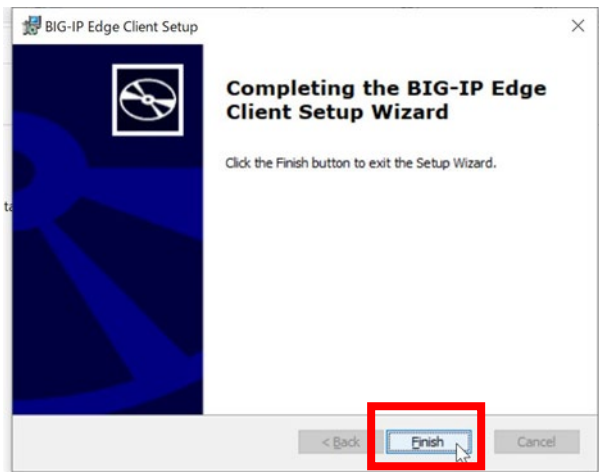 BIG-IP Edge Client Setup
Completing the BIG-IP Edge
Client Setup Wizard
Click the Finish button to exit the Setup Wizard.
ta
< Back
Finish
Cancel